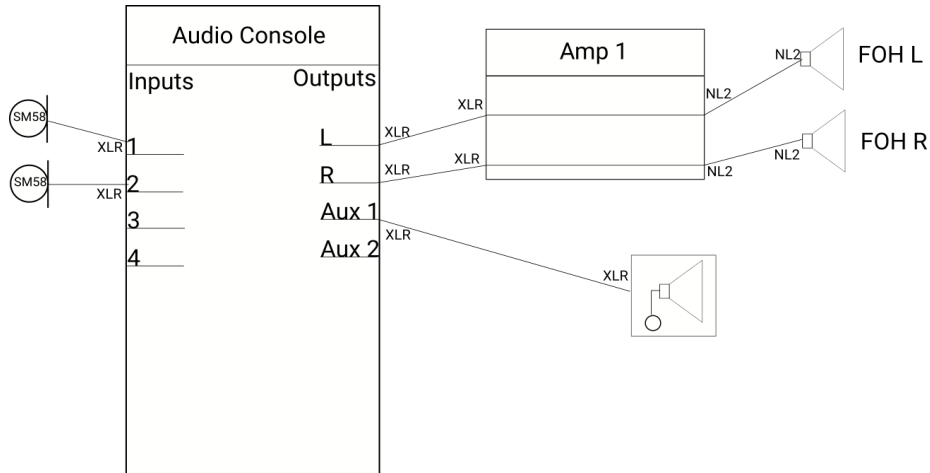 Audio Console
Inputs
Outputs
Amp 1
FOH L
FOH R
SM58
SM58
XLR
XLR
1
2
3
4
L
R
Aux 1
Aux 2
XLR
XLR
XLR
XLR
XLR
XLR
NL2
NL2
NL2
NL2